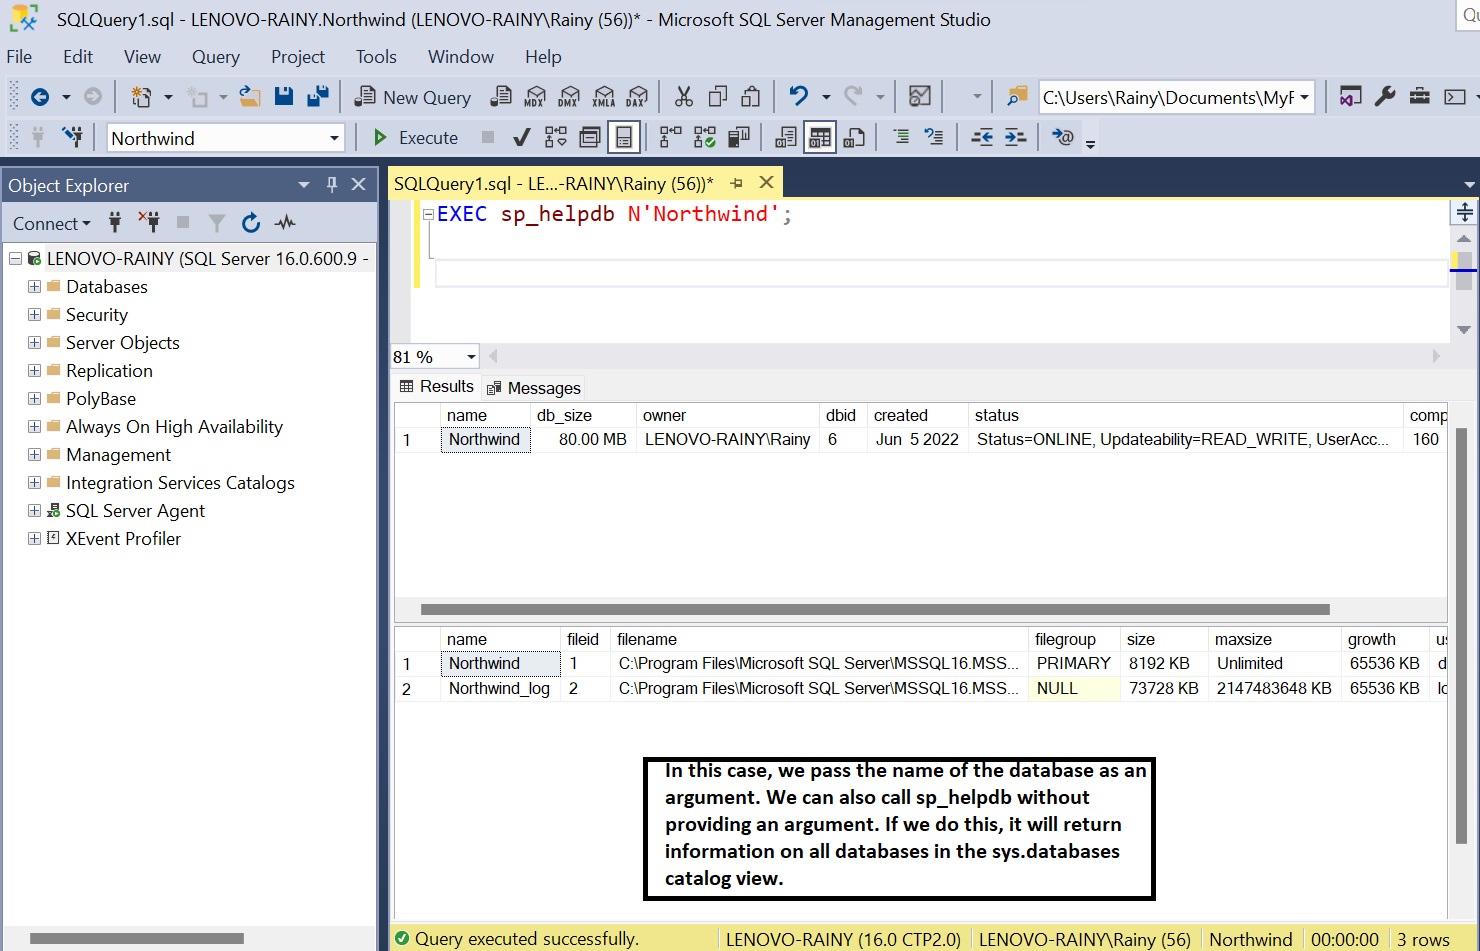 SQLQuery1.sql - LENOVO-RAINY.Northwind (LENOVO-RAINY\Rainy (56))* - Microsoft SQL Server Management Studio
File Edit View Query Project Tools Window Help
New Query MDX DMX XMLA DAX C:\Users\Rainy\Documents\MyF
Northwind Execute
Object Explorer
Connect
LENOVO-RAINY (SQL Server 16.0.600.9 -
Databases
Security
Server Objects
Replication
PolyBase
Always On High Availability
Management
Integration Services Catalogs
SQL Server Agent
XEvent Profiler
SQLQuery1.sql - LE...-RAINY\Rainy (56))*
EXEC sp_helpdb N'Northwind';
81 %
Results Messages
name db_size owner dbid created status comp
1 Northwind 80.00 MB LENOVO-RAINY\Rainy 6 Jun 5 2022 Status=ONLINE, Updateability=READ_WRITE, UserAcc... 160
name fileid filename filegroup size maxsize growth
1 Northwind 1 C:\Program Files\Microsoft SQL Server\MSSQL16.MSS... PRIMARY 8192 KB Unlimited 65536 KB
2 Northwind_log 2 C:\Program Files\Microsoft SQL Server\MSSQL16.MSS... NULL 73728 KB 2147483648 KB 65536 KB
In this case, we pass the name of the database as an
argument. We can also call sp_helpdb without
providing an argument. If we do this, it will return
information on all databases in the sys.databases
catalog view.
Query executed successfully. LENOVO-RAINY (16.0 CTP2.0) LENOVO-RAINY\Rainy (56) Northwind 00:00:00 3 rows